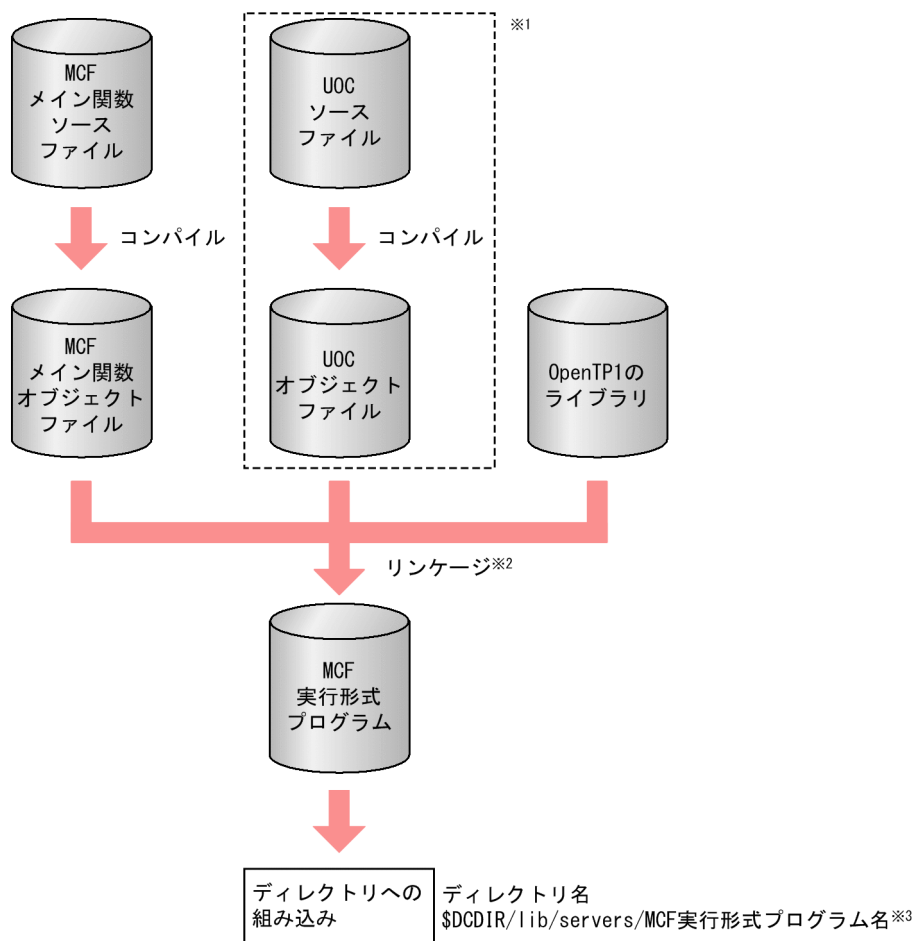 ※1
MCF
メイン関数
ソース
ファイル
UOC
ソース
ファイル
コンパイル
コンパイル
MCF
メイン関数
オブジェクト
ファイル
UOC
オブジェクト
ファイル
OpenTP1の
ライブラリ
リンケージ※2
MCF
実行形式
プログラム
ディレクトリへの
組み込み
ディレクトリ名
$DCDIR/lib/servers/MCF実行形式プログラム名※3